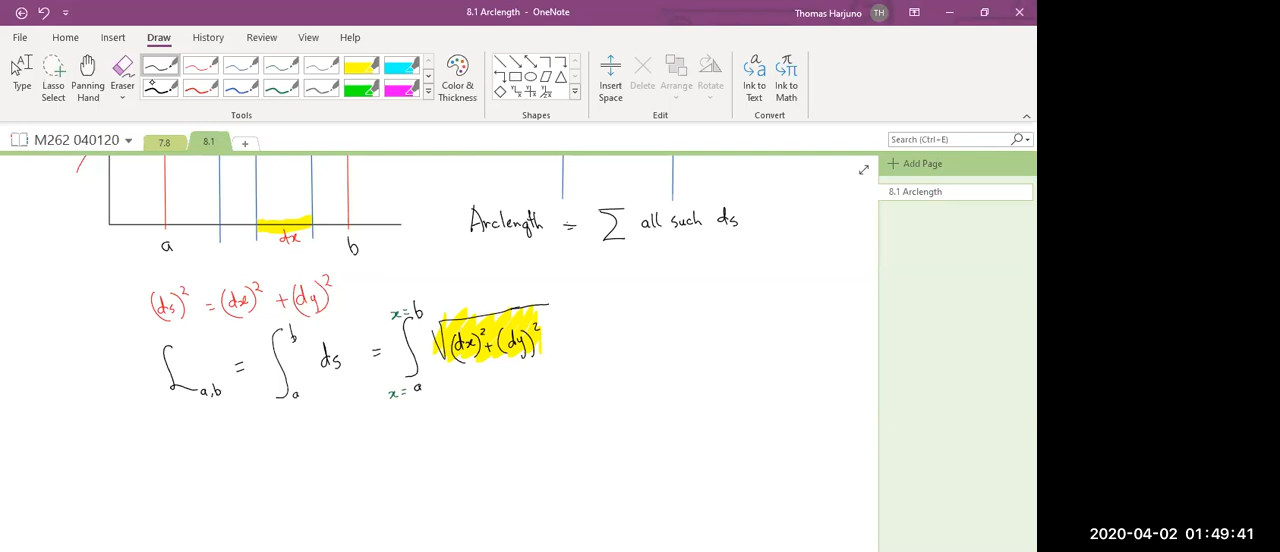 8.1 Arclength - OneNote
Thomas Harjuno TH
File Home Insert Draw History Review View Help
Type Lasso Select Panning Hand Eraser
Color & Thickness
Insert Space Delete Arrange Rotate
Ink to Text Ink to Math
Tools Shapes Edit Convert
M262 040120 7.8 8.1 +
Search (Ctrl+E)
Add Page
8.1 Arclength
a dx b
Arclength = ∑ all such ds
(ds)² = (dx)² + (dy)²
L_{a,b} = ∫_a^b ds = ∫_{x=a}^{x=b} √((dx)² + (dy)²)
2020-04-02 01:49:41